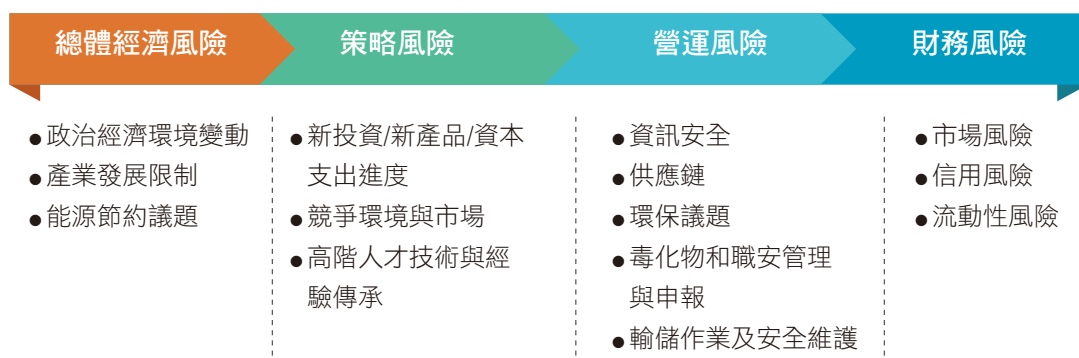 總體經濟風險
策略風險
營運風險
財務風險
●政治經濟環境變動
●產業發展限制
●能源節約議題
●新投資/新產品/資本
支出進度
●競爭環境與市場
●高階人才技術與經
驗傳承
●資訊安全
●供應鏈
●環保議題
●毒化物和職安管理
與申報
●輸儲作業及安全維護
●市場風險
●信用風險
●流動性風險